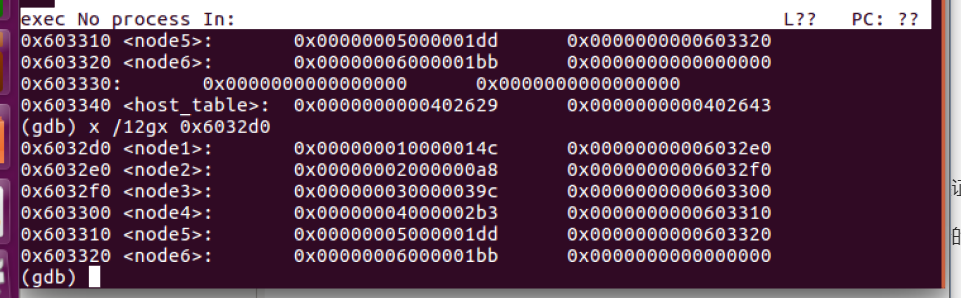 exec No process In: L?? PC: ??
0x603310 <node5>: 0x00000005000001dd 0x0000000000603320
0x603320 <node6>: 0x00000006000001bb 0x0000000000000000
0x603330: 0x0000000000000000 0x0000000000000000
0x603340 <host_table>: 0x0000000000402629 0x0000000000402643
(gdb) x /12gx 0x6032d0
0x6032d0 <node1>: 0x000000010000014c 0x00000000006032e0
0x6032e0 <node2>: 0x00000002000000a8 0x00000000006032f0
0x6032f0 <node3>: 0x000000030000039c 0x0000000000603300
0x603300 <node4>: 0x00000004000002b3 0x0000000000603310
0x603310 <node5>: 0x00000005000001dd 0x0000000000603320
0x603320 <node6>: 0x00000006000001bb 0x0000000000000000
(gdb)
的